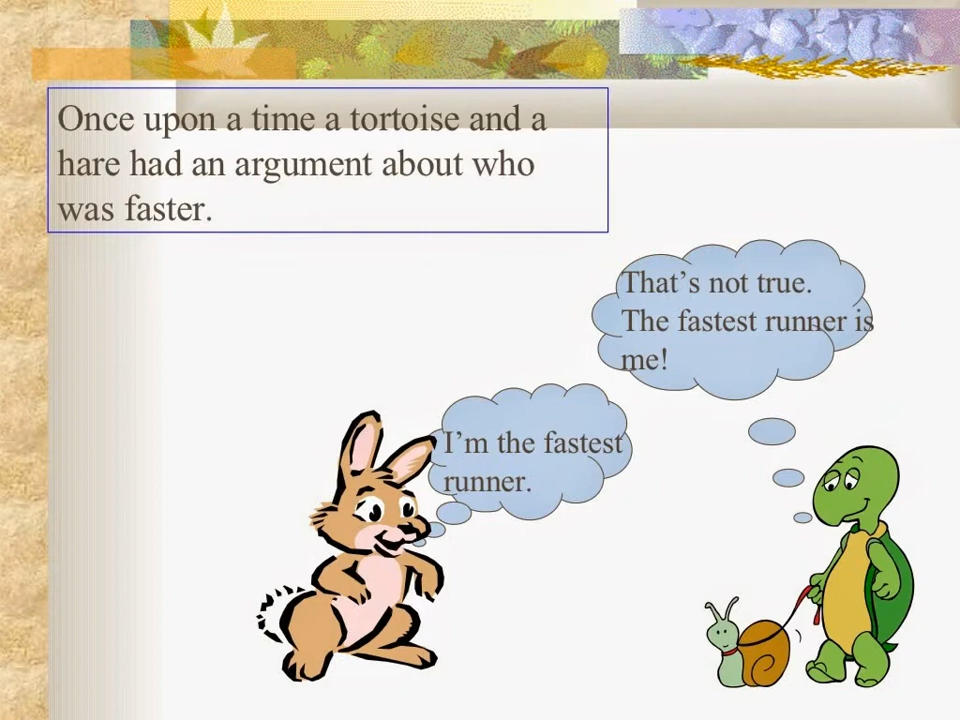 Once upon a time a tortoise and a
hare had an argument about who
was faster.
That’s not true.
The fastest runner is
me!
I’m the fastest
runner.